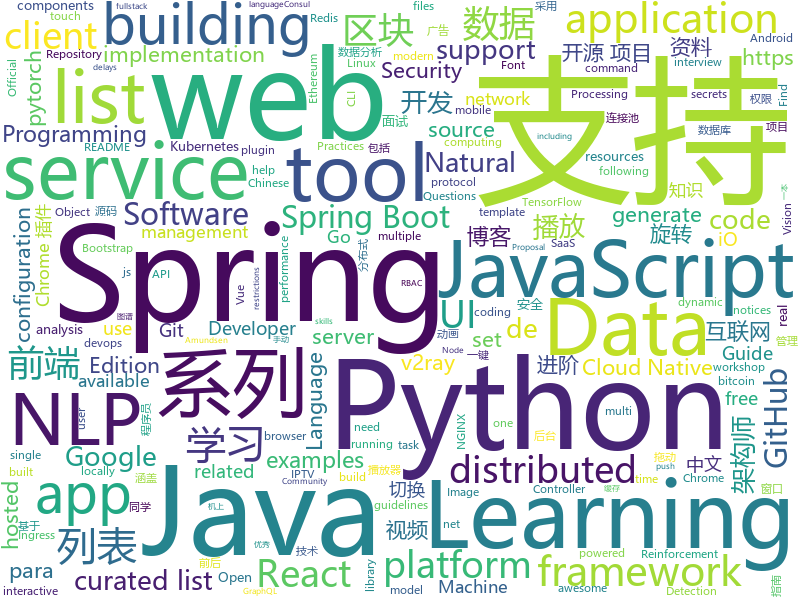 components
fullstack
languageConsul
Redis
files
touch
modern
广告
采用
building
区块
数据
application
Official
Repository
数据分析
Linux
Android
client
implementation
support
开源 项目
资料
https
pytorch
list
web
支持
Ethereum
CLI
Font
command
interview
delays
Security
Processing
secrets
Find
权限
连接池
Programming
README
Kubernetes
plugin
面试
开发
network
mobile
数据库
项目
service
tool
Practices
包括
source
computing
resources
including
help
Chinese
protocol
Questions
Natural
following
TensorFlow
知识
一个
Vision
Object
源码
Software
Spring Boot
template
播放
generate
code
configuration
Chrome 插件
management
Go
multiple
博客
旋转
iO
Proposal
SaaS
Bootstrap
js
API
Vue
restrictions
performance
分布式
Spring
JavaScript
RBAC
dynamic
安全
analysis
Git
UI
coding
notices
real
图谱
skills
动画
Node
一键
管理
use
Developer
server
set
de
Data
互联网
devops
Amundsen
手动
前端
Edition
v2ray
进阶
Guide
workshop
available
系列
Language
Cloud Native
bitcoin
free
程序员
user
NLP
Python
NGINX
need
running
task
multi
browser
one
后台
架构师
GitHub
Google
学习
examples
distributed
中文
拖动
push
single
built
locally
related
IPTV
播放器
Community
build
Image
Controller
缓存
time
Chrome
窗口
hosted
涵盖
app
Java
Learning
切换
guidelines
net
基于
Ingress
同学
机上
列表
视频
技术
platform
framework
powered
Reinforcement
para
curated list
前后
优秀
React
library
model
Open
interactive
GraphQL
Machine
awesome
Detection
指南